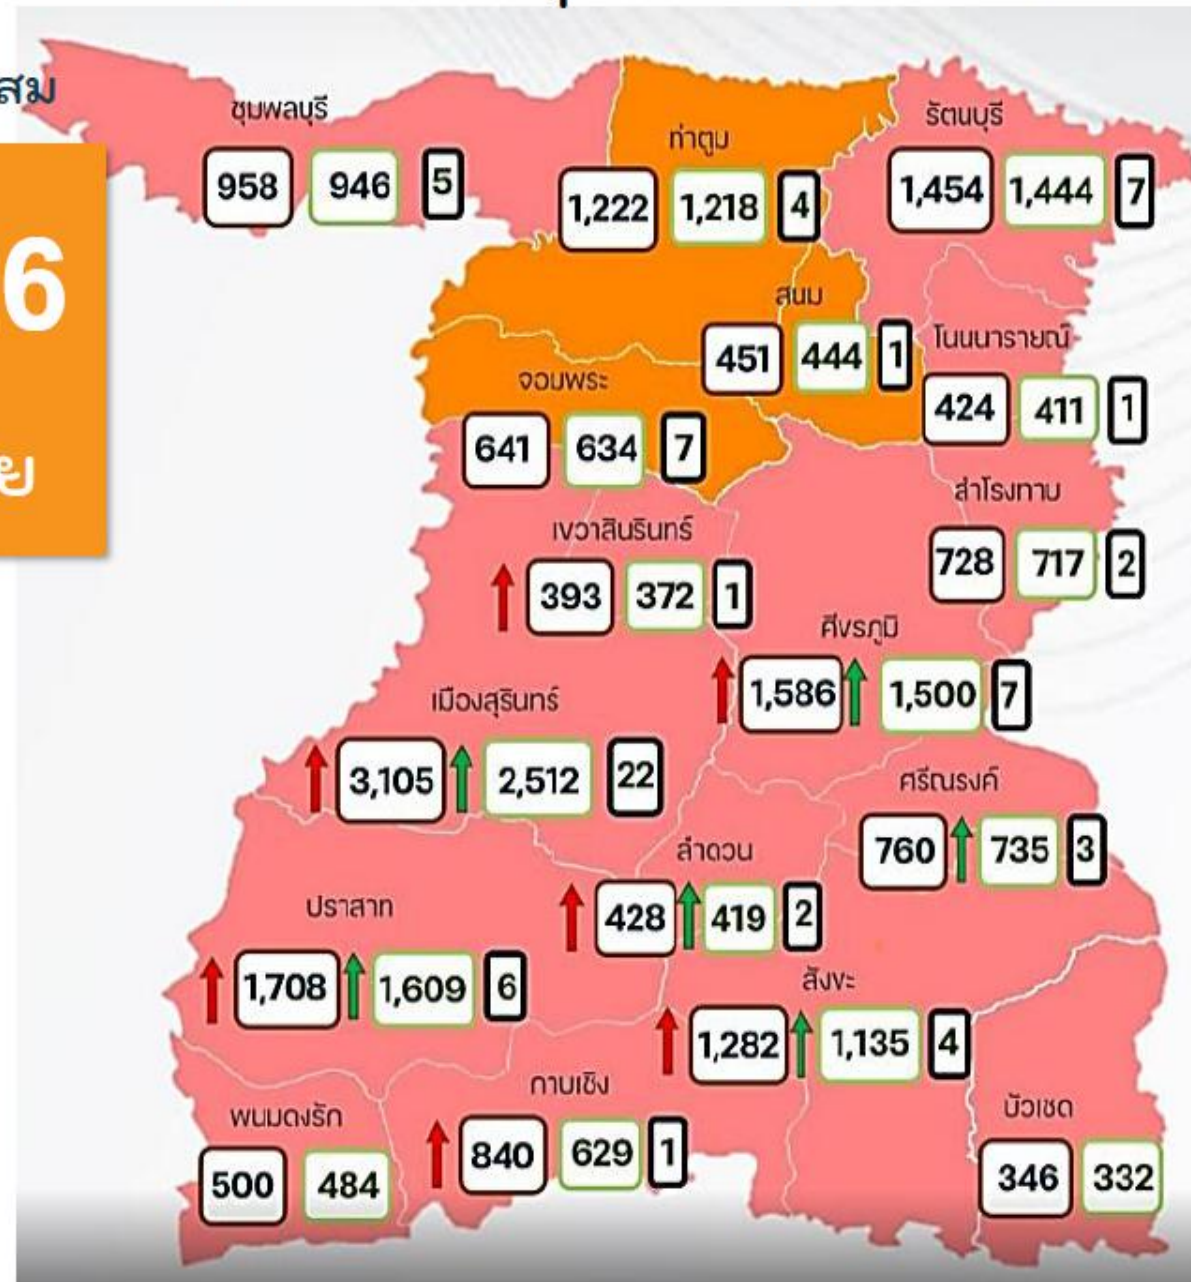 สม
6
ย
ชุมพลบุรี
958 946 5
ท่าตูม
1,222 1,218 4
รัตนบุรี
1,454 1,444 7
สนม
451 444 1
โนนนารายณ์
424 411 1
จอมพระ
641 634 7
สำโรงทาบ
728 717 2
เขวาสินรินทร์
393 372 1
ศีขรภูมิ
1,586 1,500 7
เมืองสุรินทร์
3,105 2,512 22
ศรีณรงค์
760 735 3
ลำดวน
428 419 2
ปราสาท
1,708 1,609 6
สังขะ
1,282 1,135 4
กาบเชิง
840 629 1
พนมดงรัก
500 484
บัวเชด
346 332